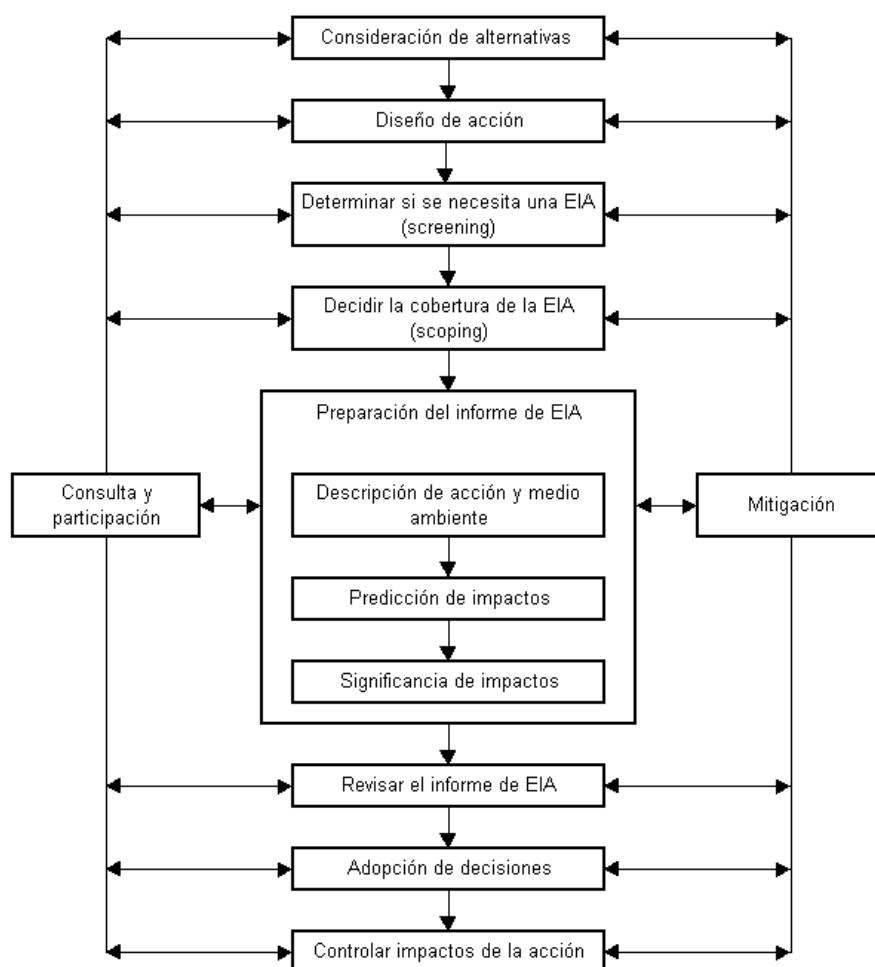 Consideración de alternativas
Diseño de acción
Determinar si se necesita una EIA
(screening)
Decidir la cobertura de la EIA
(scoping)
Preparación del informe de EIA
Consulta y
participación
Descripción de acción y medio
ambiente
Mitigación
Predicción de impactos
Significancia de impactos
Revisar el informe de EIA
Adopción de decisiones
Controlar impactos de la acción